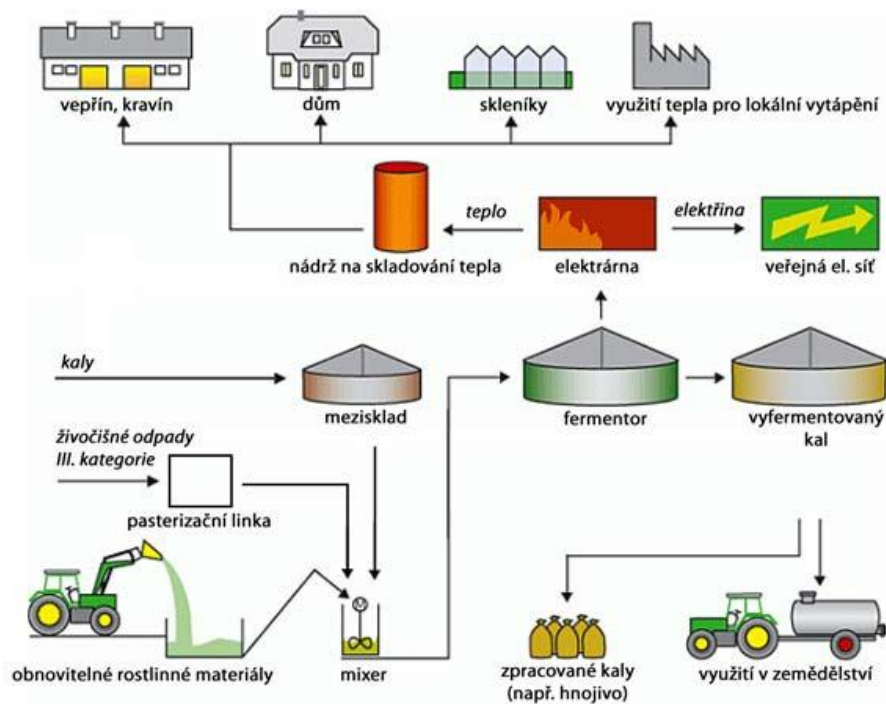 vepřín, kravín
dům
skleníky
využití tepla pro lokální vytápění
teplo
elektřina
nádrž na skladování tepla
elektrárna
veřejná el. síť
kaly
mezisklad
fermentor
vyfermentovaný
kal
živočišné odpady
III. kategorie
pasterizační linka
M
obnovitelné rostlinné materiály
mixer
zpracované kaly
(např. hnojivo)
využití v zemědělství